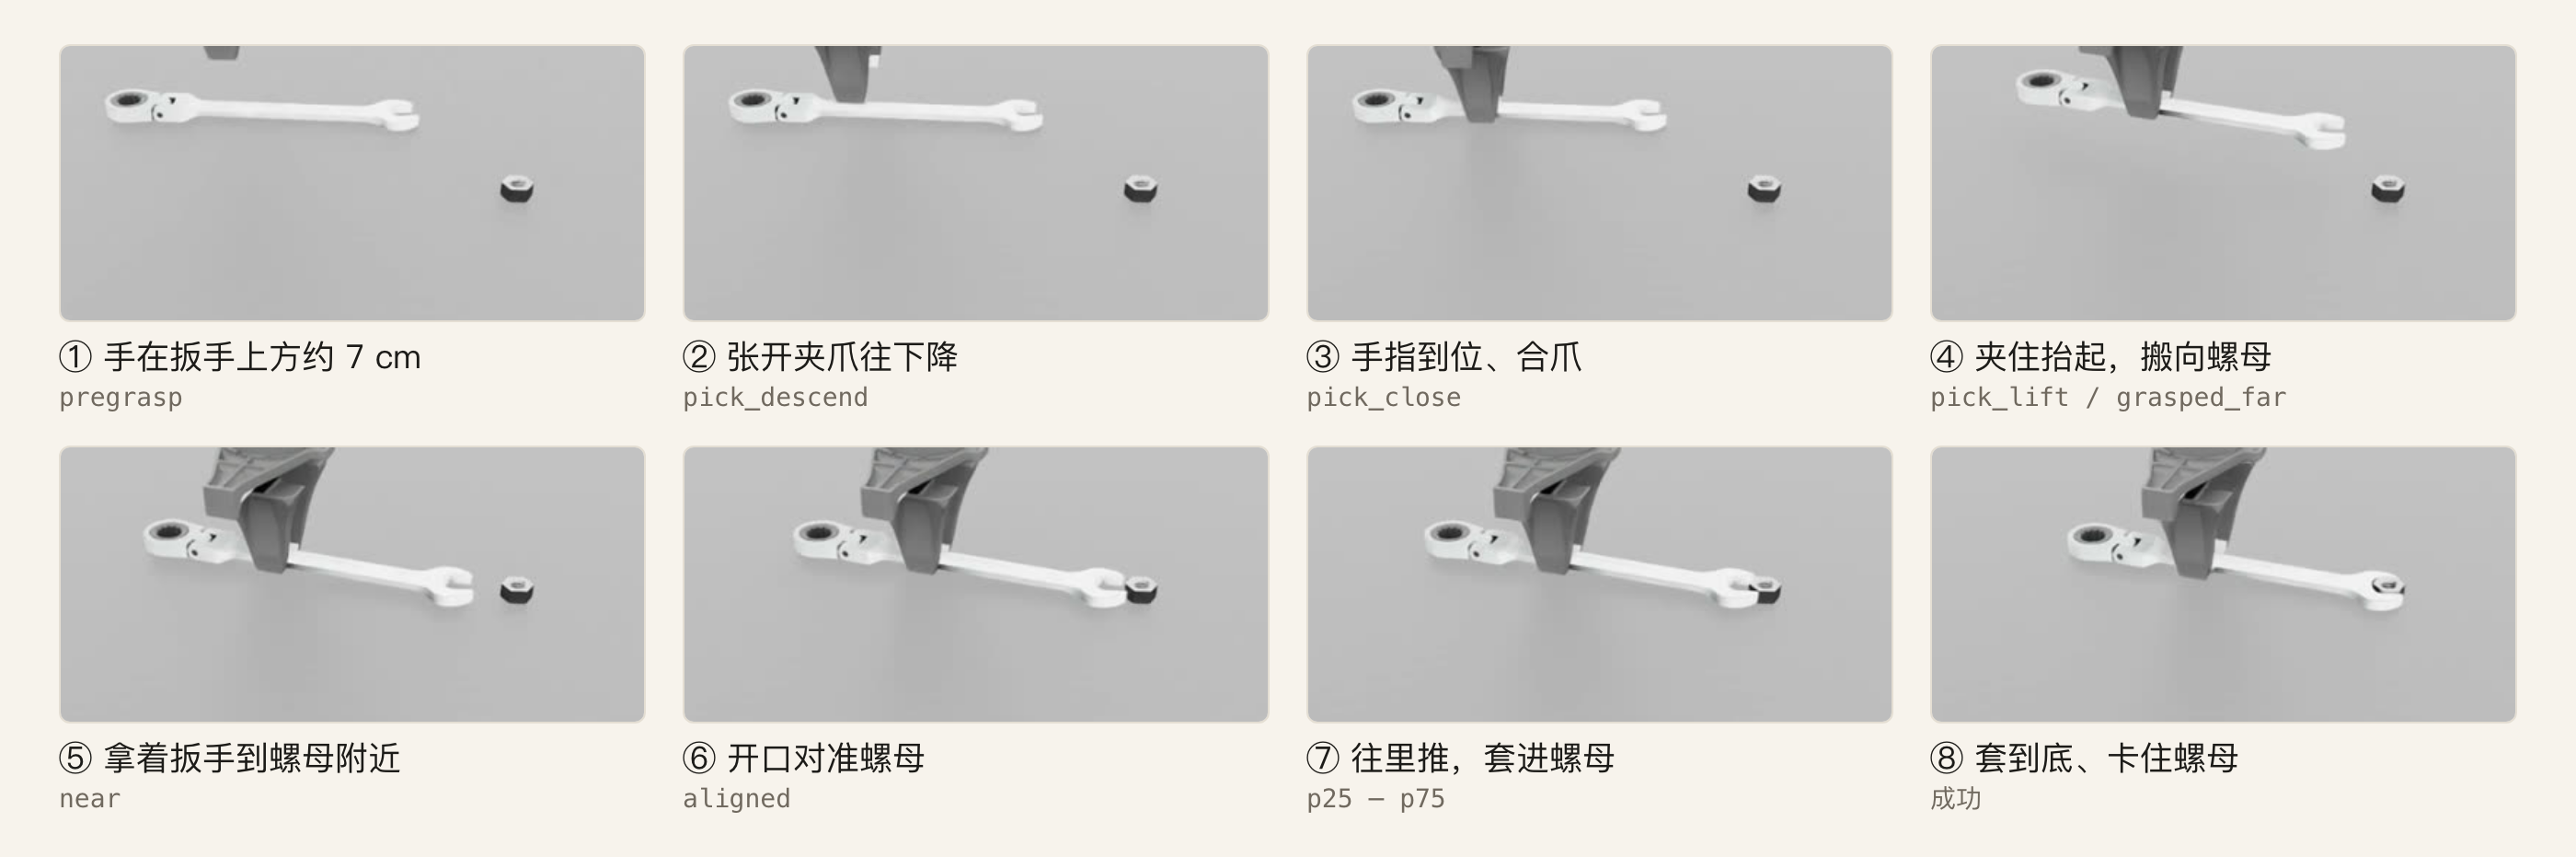 ① 手在扳手上方约 7 cm
pregrasp
② 张开夹爪往下降
pick_descend
③ 手指到位、合爪
pick_close
④ 夹住抬起，搬向螺母
pick_lift / grasped_far
⑤ 拿着扳手到螺母附近
near
⑥ 开口对准螺母
aligned
⑦ 往里推，套进螺母
p25 – p75
⑧ 套到底、卡住螺母
成功